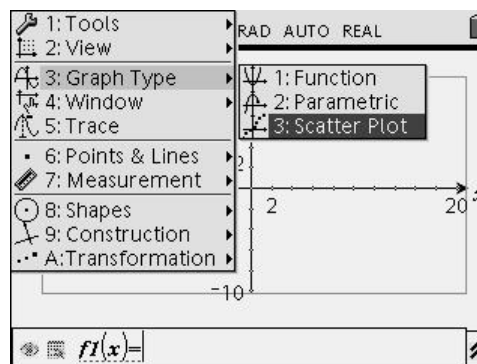 1: Tools
2: View
3: Graph Type
4: Window
5: Trace
6: Points & Lines
7: Measurement
8: Shapes
9: Construction
A:Transformation
RAD AUTO REAL
1: Function
2: Parametric
3: Scatter Plot
2
2
20
-10
f1(x)=